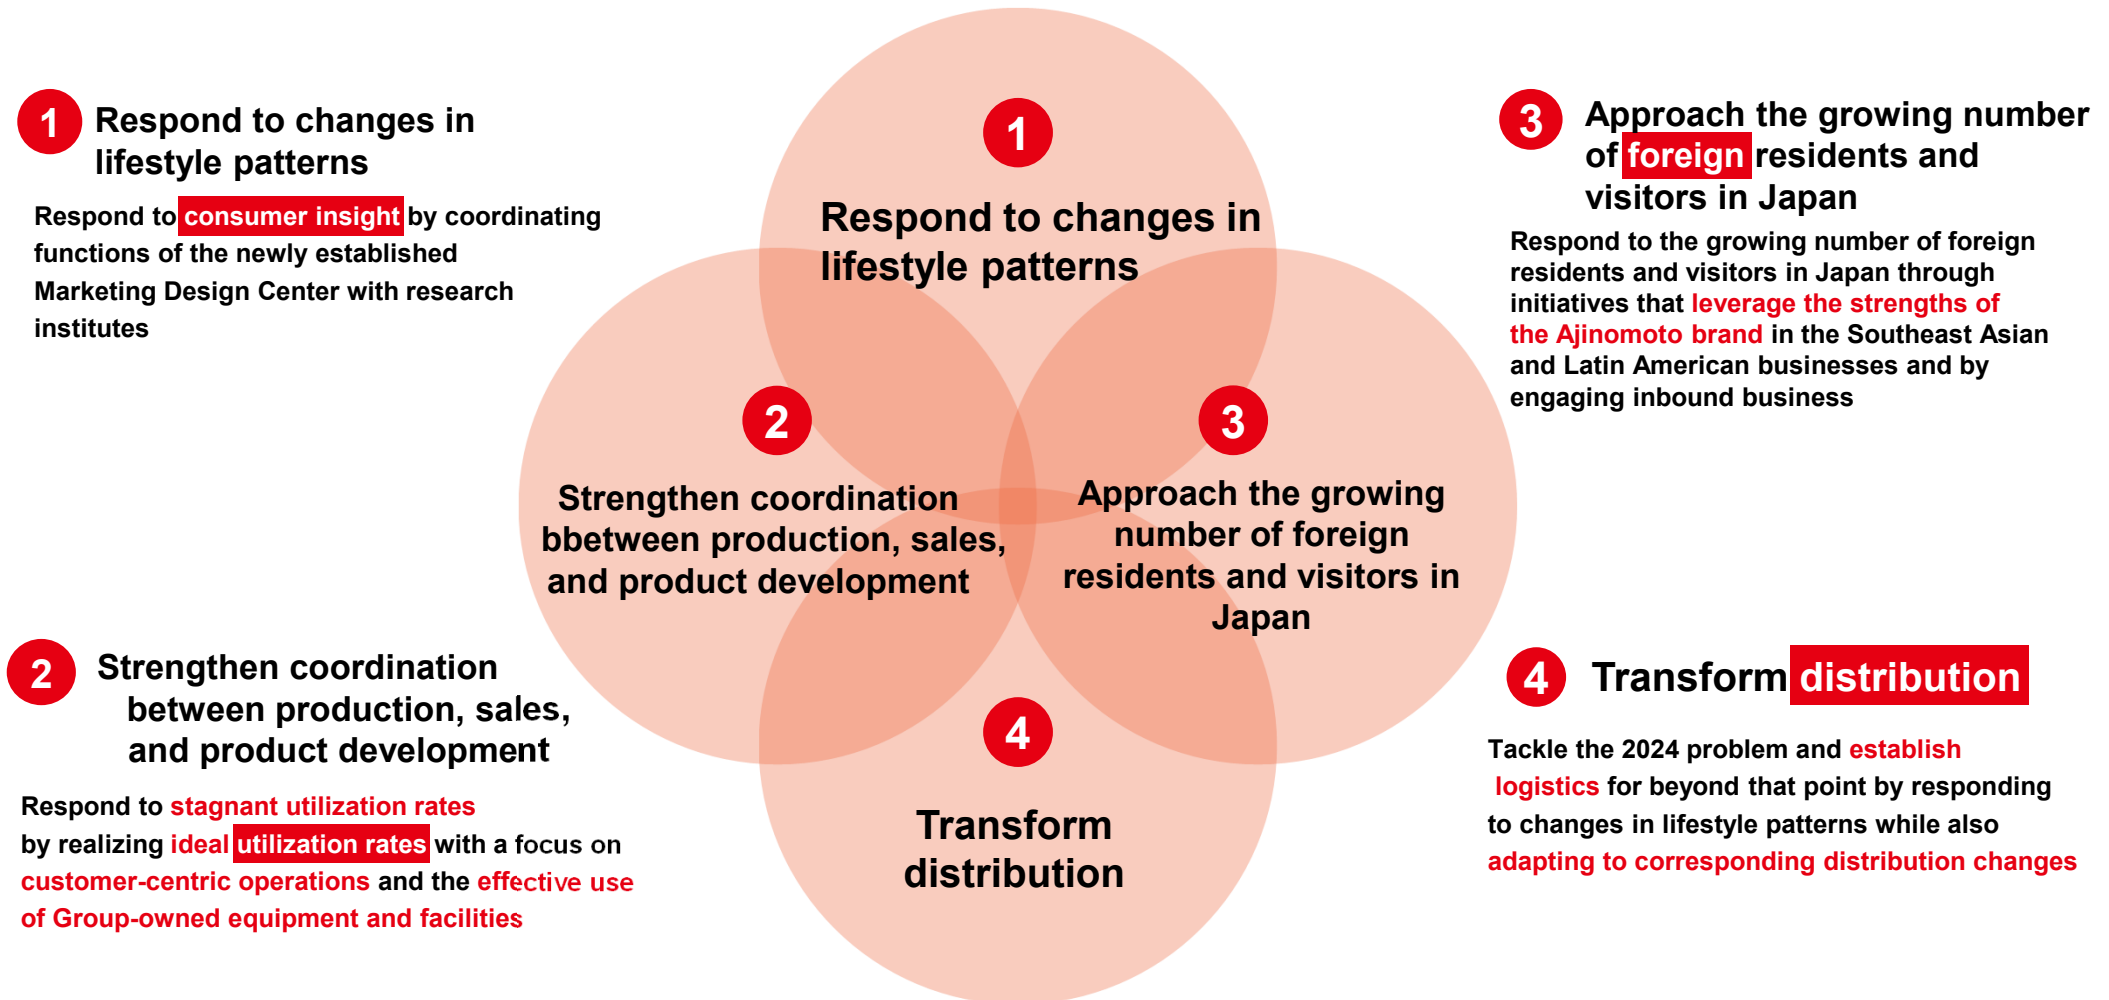 1
Respond to changes in
lifestyle patterns
Respond to consumer insight by coordinating
functions of the newly established
Marketing Design Center with research
institutes
2
Strengthen coordination
between production, sales,
and product development
Respond to stagnant utilization rates
by realizing ideal utilization rates with a focus on
customer-centric operations and the effective use
of Group-owned equipment and facilities
1
Respond to changes in
lifestyle patterns
2
Strengthen coordination
bbetween production, sales,
and product development
3
Approach the growing
number of foreign
residents and visitors in
Japan
4
Transform
distribution
3
Approach the growing number
of foreign residents and
visitors in Japan
Respond to the growing number of foreign
residents and visitors in Japan through
initiatives that leverage the strengths of
the Ajinomoto brand in the Southeast Asian
and Latin American businesses and by
engaging inbound business
4
Transform distribution
Tackle the 2024 problem and establish
logistics for beyond that point by responding
to changes in lifestyle patterns while also
adapting to corresponding distribution changes